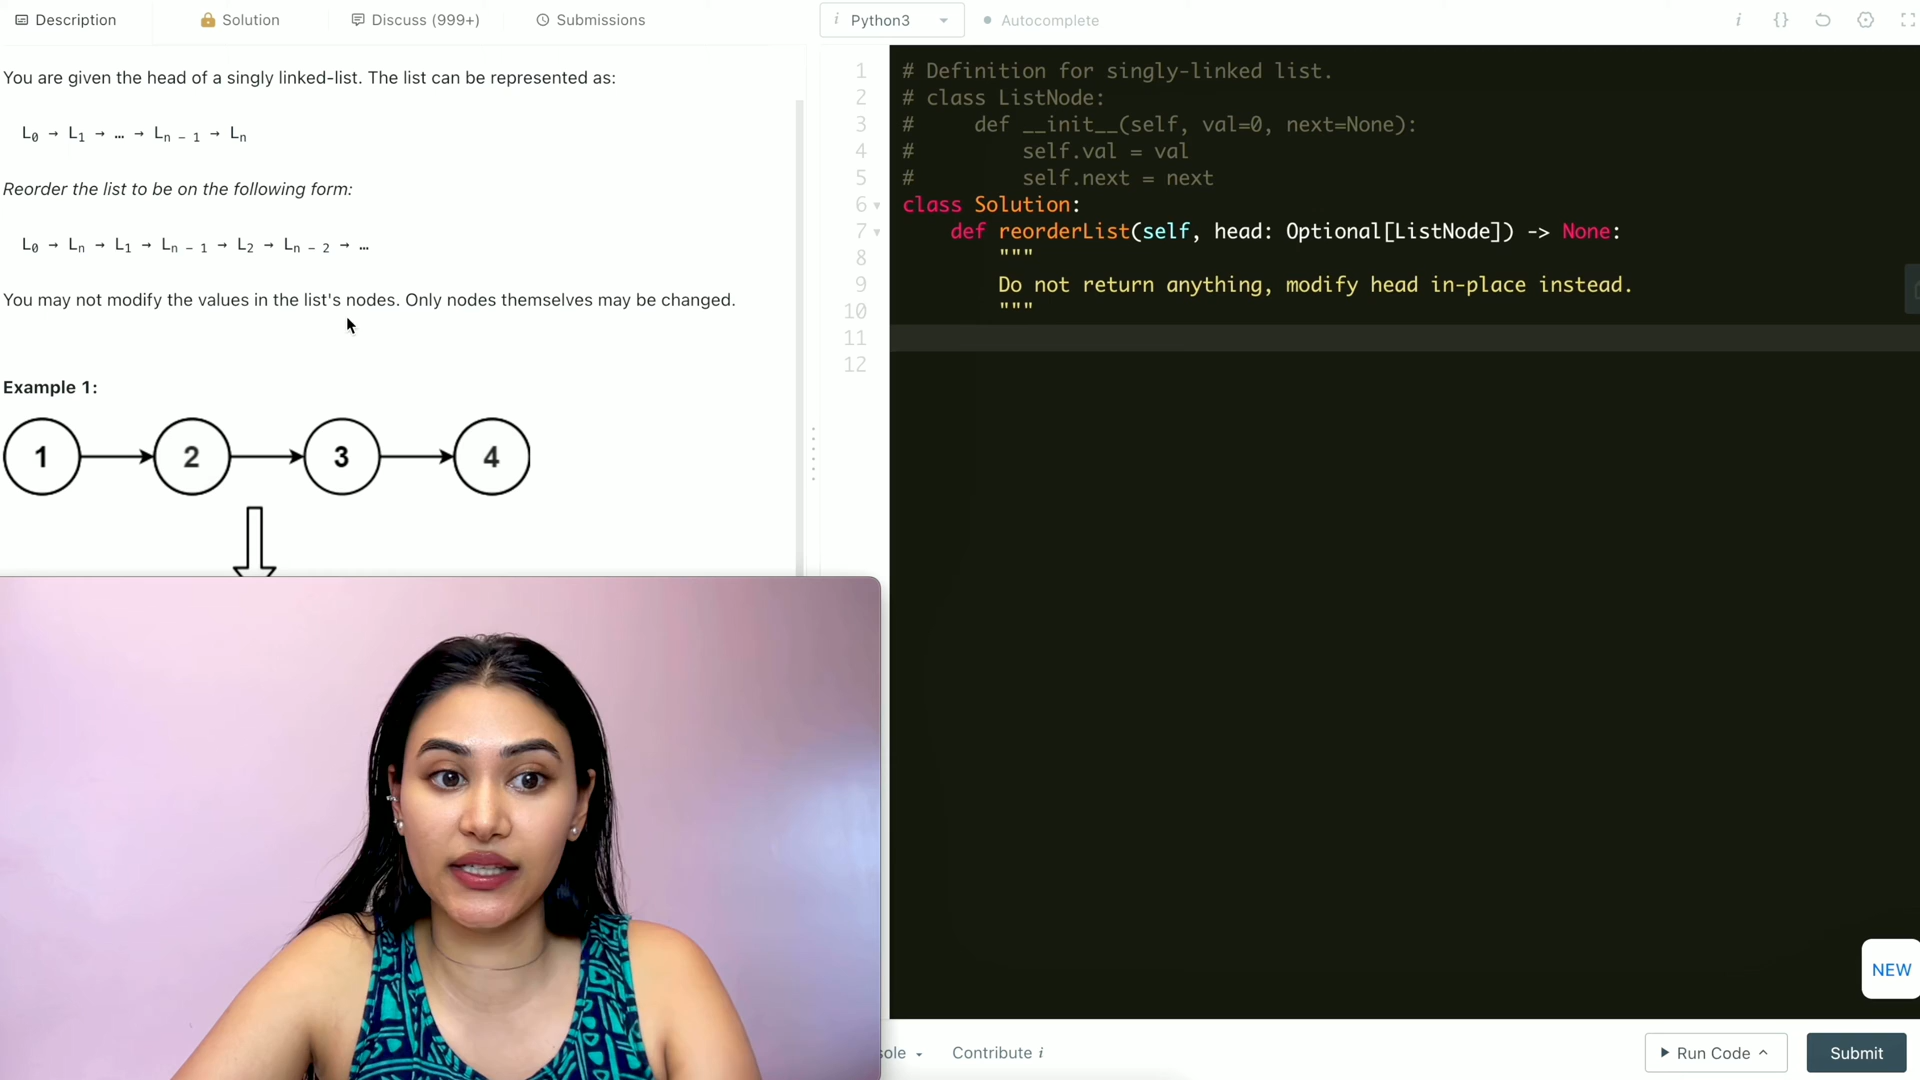 Description
Solution
Discuss (999+)
Submissions
i Python3
Autocomplete
i {}
You are given the head of a singly linked-list. The list can be represented as:
L0 → L1 → … → Ln - 1 → Ln
Reorder the list to be on the following form:
L0 → Ln → L1 → Ln - 1 → L2 → Ln - 2 → …
You may not modify the values in the list's nodes. Only nodes themselves may be changed.
Example 1:
1 2 3 4
1 # Definition for singly-linked list.
2 # class ListNode:
3 #     def __init__(self, val=0, next=None):
4 #         self.val = val
5 #         self.next = next
6 class Solution:
7     def reorderList(self, head: Optional[ListNode]) -> None:
8         """
9         Do not return anything, modify head in-place instead.
10         """
11
12
NEW
sole
Contribute i
Run Code
Submit